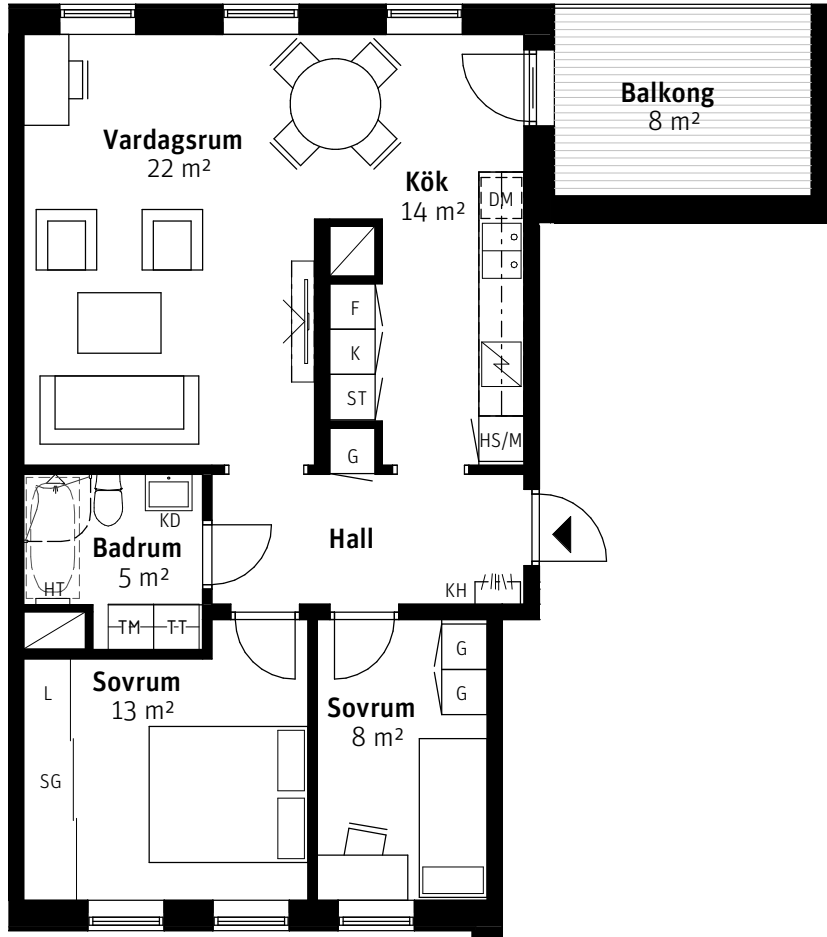 Balkong
8 m²
Vardagsrum
22 m²
Kök
14 m²
DM
F
K
ST
G
HS/M
KD
Badrum
5 m²
HT
TM
TT
Hall
KH
Sovrum
13 m²
L
SG
Sovrum
8 m²
G
G